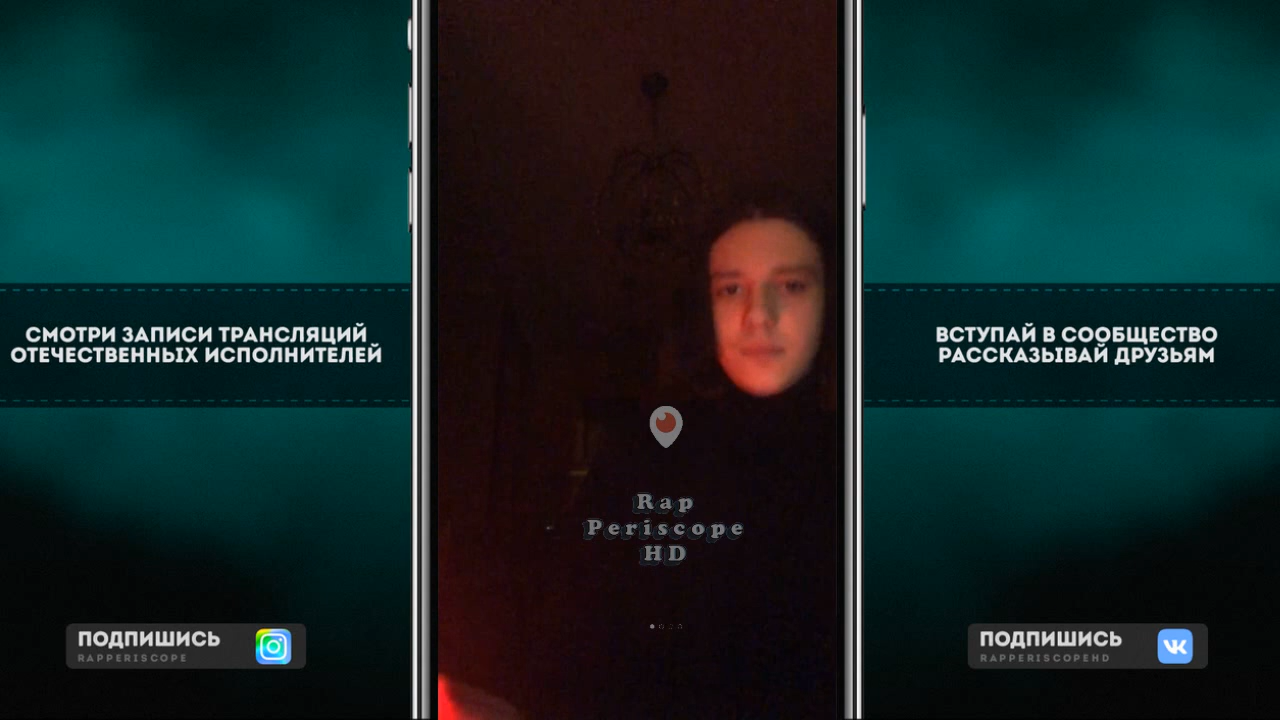 СМОТРИ ЗАПИСИ ТРАНСЛЯЦИЙ
ОТЕЧЕСТВЕННЫХ ИСПОЛНИТЕЛЕЙ
ВСТУПАЙ В СООБЩЕСТВО
РАССКАЗЫВАЙ ДРУЗЬЯМ
Rap
Periscope
HD
ПОДПИШИСЬ
RAPPERISCOPE
ПОДПИШИСЬ
RAPPERISCOPEHD